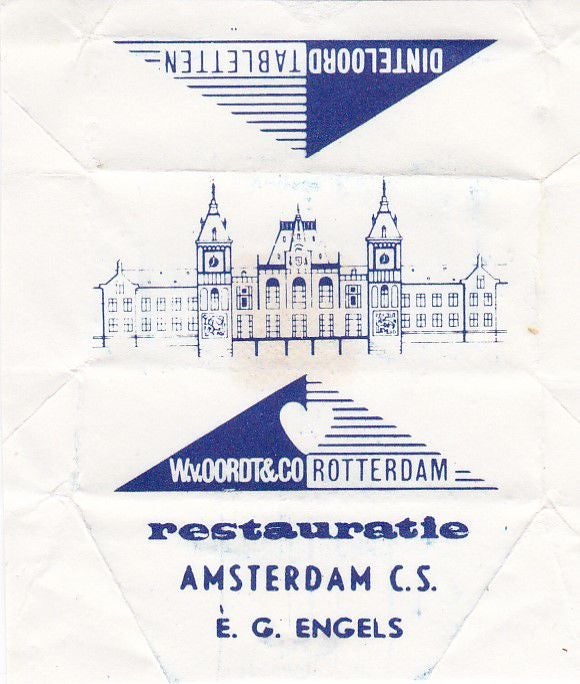 DINTELOORD TABLETTEN
W.v.OORDT&CO ROTTERDAM
restauratie
AMSTERDAM C.S.
E. G. ENGELS